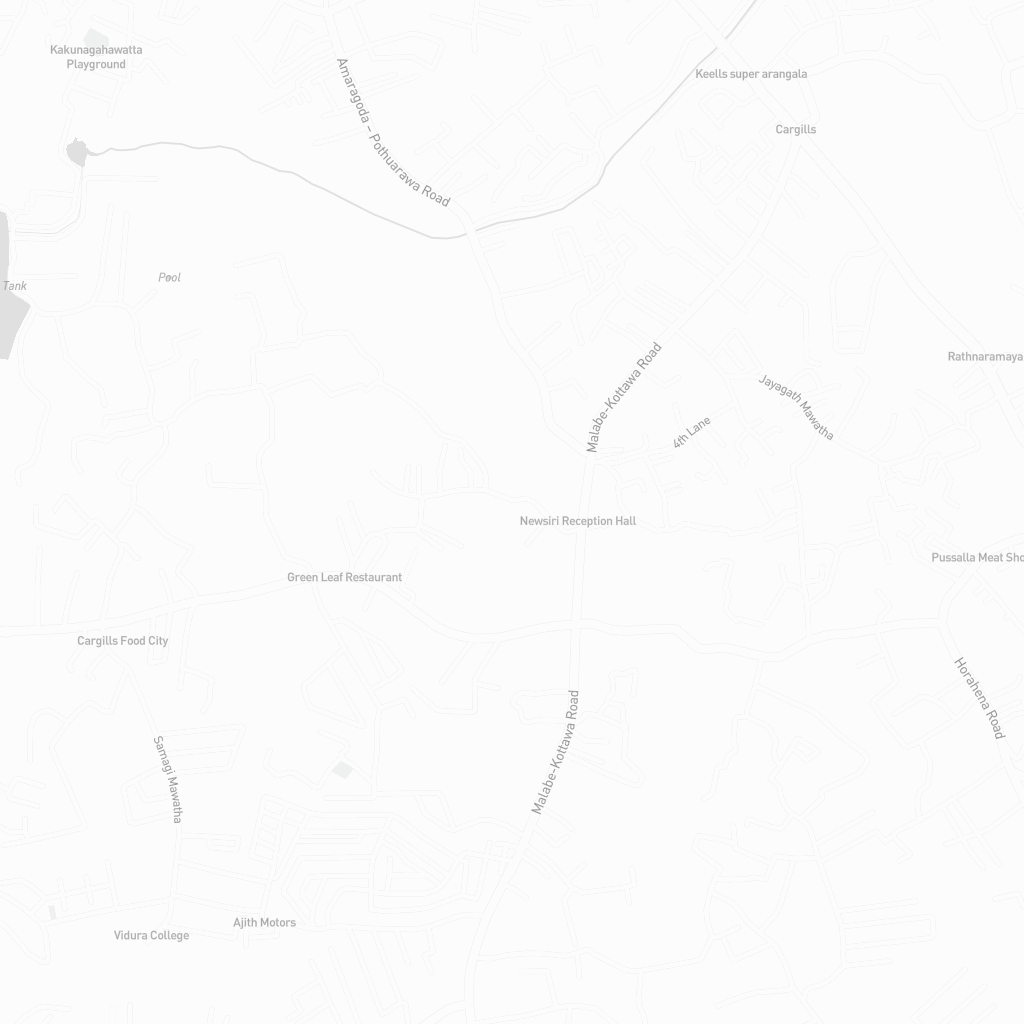 Kakunagahawatta
Playground
Amaragoda – Pothuarawa Road
Keells super arangala
Cargills
Pool
Tank
Malabe-Kottawa Road
Rathnaramaya
Jayagath Mawatha
4th Lane
Newsiri Reception Hall
Pussalla Meat Sho
Green Leaf Restaurant
Cargills Food City
Horahena Road
Malabe-Kottawa Road
Samagi Mawatha
Ajith Motors
Vidura College